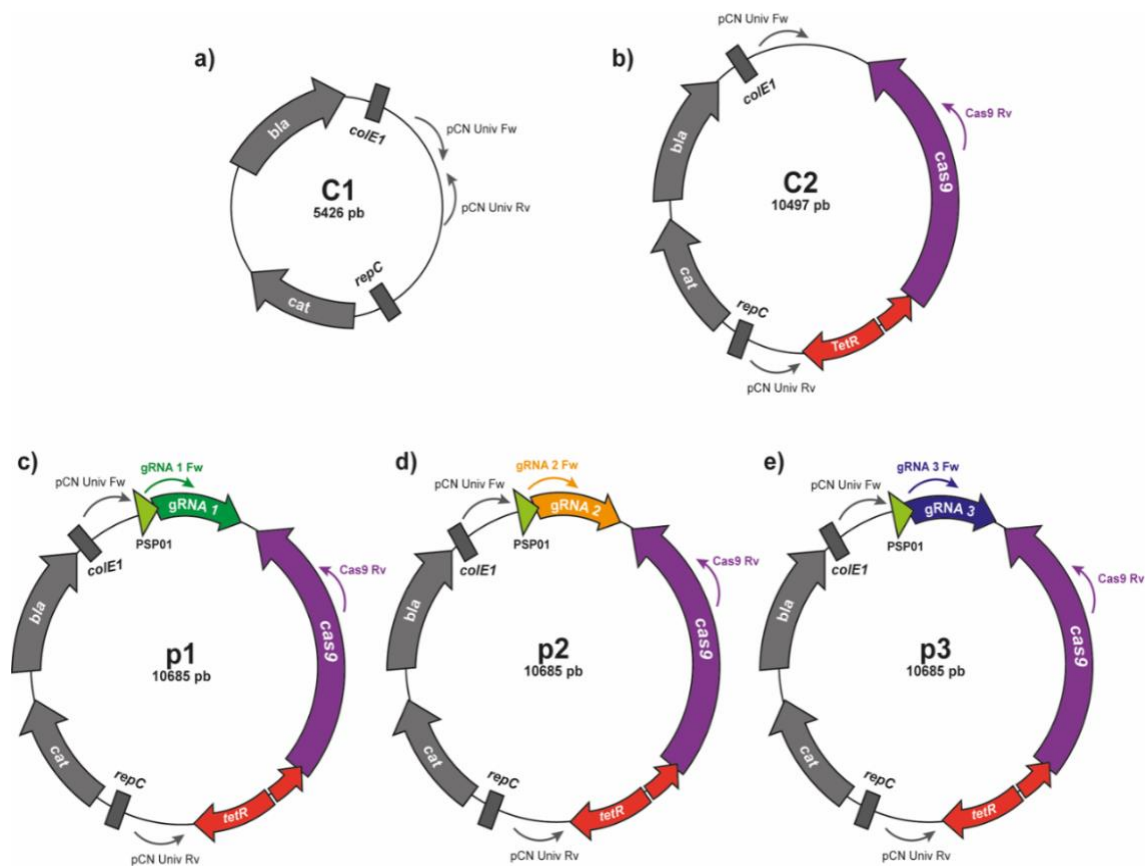 a)
bla
colE1
pCN Univ Fw
C1
5426 pb
pCN Univ Rv
repC
cat
b)
pCN Univ Fw
colE1
bla
Cas9 Rv
cas9
C2
10497 pb
cat
repC
TetR
pCN Univ Rv
c)
gRNA 1 Fw
pCN Univ Fw
gRNA 1
PSP01
colE1
bla
Cas9 Rv
cas9
p1
10685 pb
cat
repC
tetR
pCN Univ Rv
d)
gRNA 2 Fw
pCN Univ Fw
gRNA 2
PSP01
colE1
bla
Cas9 Rv
cas9
p2
10685 pb
cat
repC
tetR
pCN Univ Rv
e)
gRNA 3 Fw
pCN Univ Fw
gRNA 3
PSP01
colE1
bla
Cas9 Rv
cas9
p3
10685 pb
cat
repC
tetR
pCN Univ Rv